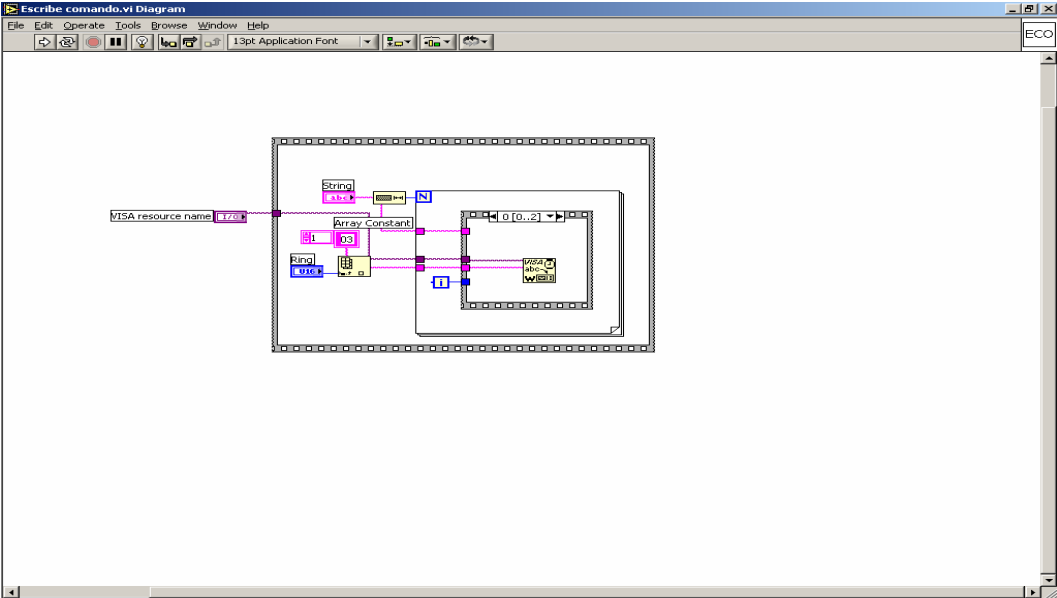 Escribe comando.vi Diagram
File Edit Operate Tools Browse Window Help
13pt Application Font
ECO
String
abc
N
VISA resource name I/O
Array Constant
1 03
0 [0..2]
Ring
U16
VISA
abc
W
i